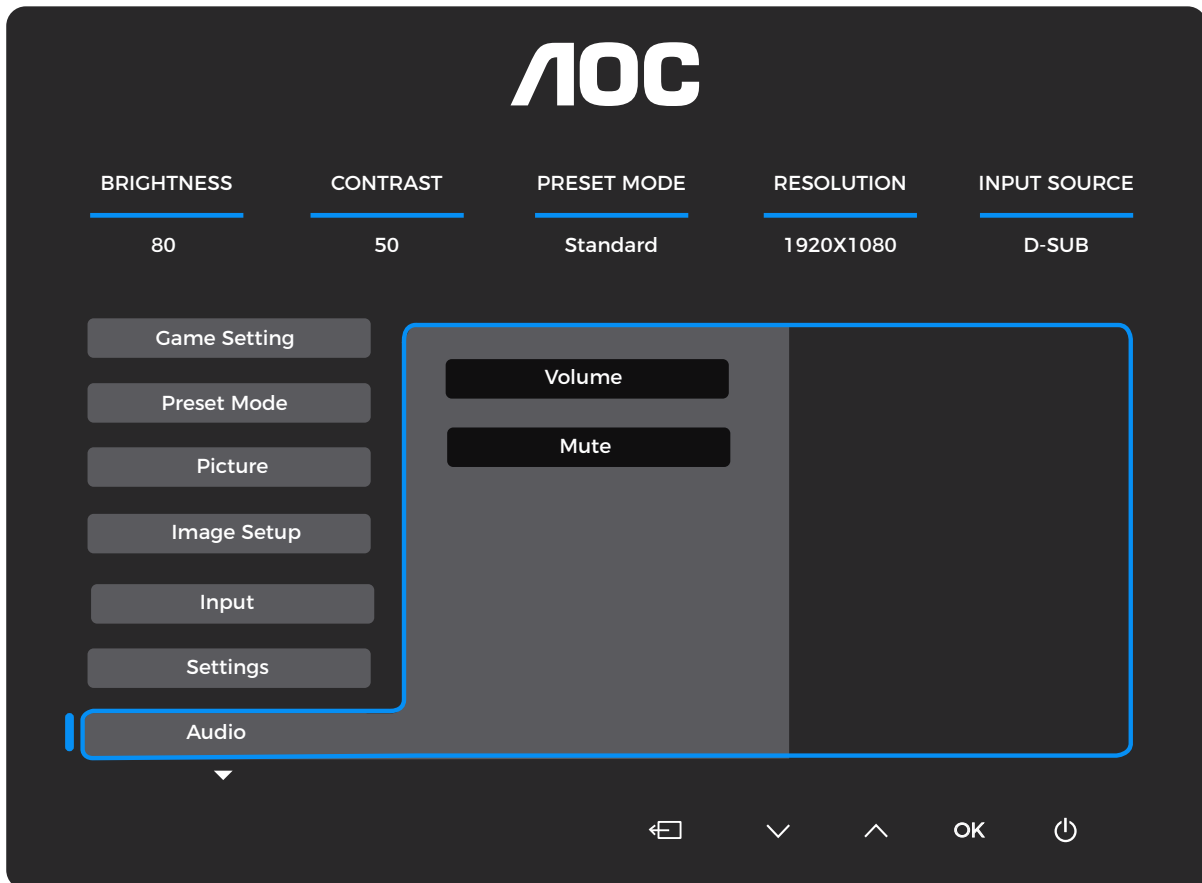 AOC
BRIGHTNESS CONTRAST PRESET MODE RESOLUTION INPUT SOURCE
80 50 Standard 1920X1080 D-SUB
Game Setting
Volume
Preset Mode
Mute
Picture
Image Setup
Input
Settings
Audio
OK